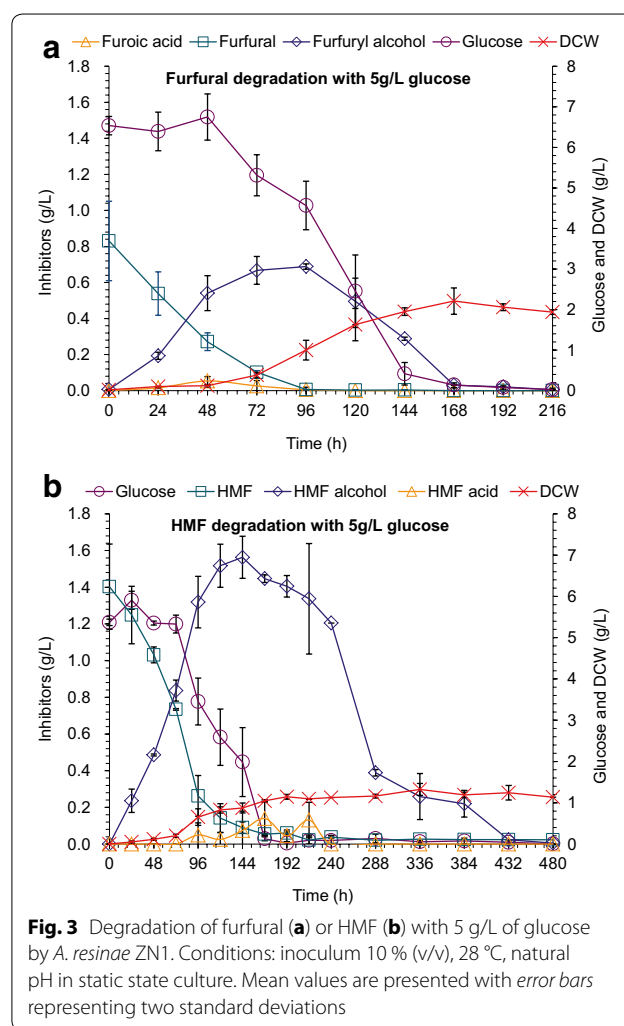 a
Furoic acid Furfural Furfuryl alcohol Glucose DCW
Furfural degradation with 5g/L glucose
1.8
1.6
1.4
1.2
1.0
0.8
0.6
0.4
0.2
0.0
Inhibitors (g/L)
8
7
6
5
4
3
2
1
0
Glucose and DCW (g/L)
0 24 48 72 96 120 144 168 192 216
Time (h)
b
Glucose HMF HMF alcohol HMF acid DCW
HMF degradation with 5g/L glucose
1.8
1.6
1.4
1.2
1.0
0.8
0.6
0.4
0.2
0.0
Inhibitors (g/L)
8
7
6
5
4
3
2
1
0
Glucose and DCW (g/L)
0 48 96 144 192 240 288 336 384 432 480
Time (h)
Fig. 3 Degradation of furfural (a) or HMF (b) with 5 g/L of glucose
by A. resinae ZN1. Conditions: inoculum 10 % (v/v), 28 °C, natural
pH in static state culture. Mean values are presented with error bars
representing two standard deviations